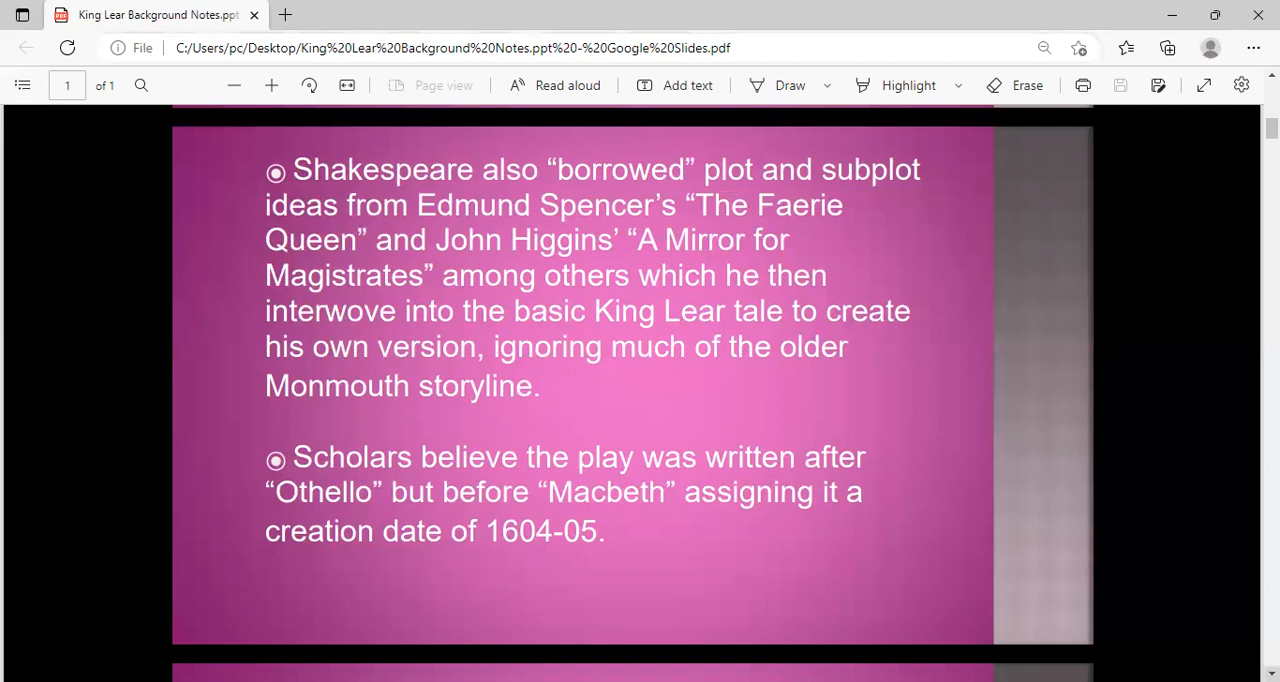 King Lear Background Notes.ppt
File
C:/Users/pc/Desktop/King%20Lear%20Background%20Notes.ppt%20-%20Google%20Slides.pdf
1 of 1
Page view
Read aloud
Add text
Draw
Highlight
Erase
Shakespeare also “borrowed” plot and subplot
ideas from Edmund Spencer’s “The Faerie
Queen” and John Higgins’ “A Mirror for
Magistrates” among others which he then
interwove into the basic King Lear tale to create
his own version, ignoring much of the older
Monmouth storyline.
Scholars believe the play was written after
“Othello” but before “Macbeth” assigning it a
creation date of 1604-05.